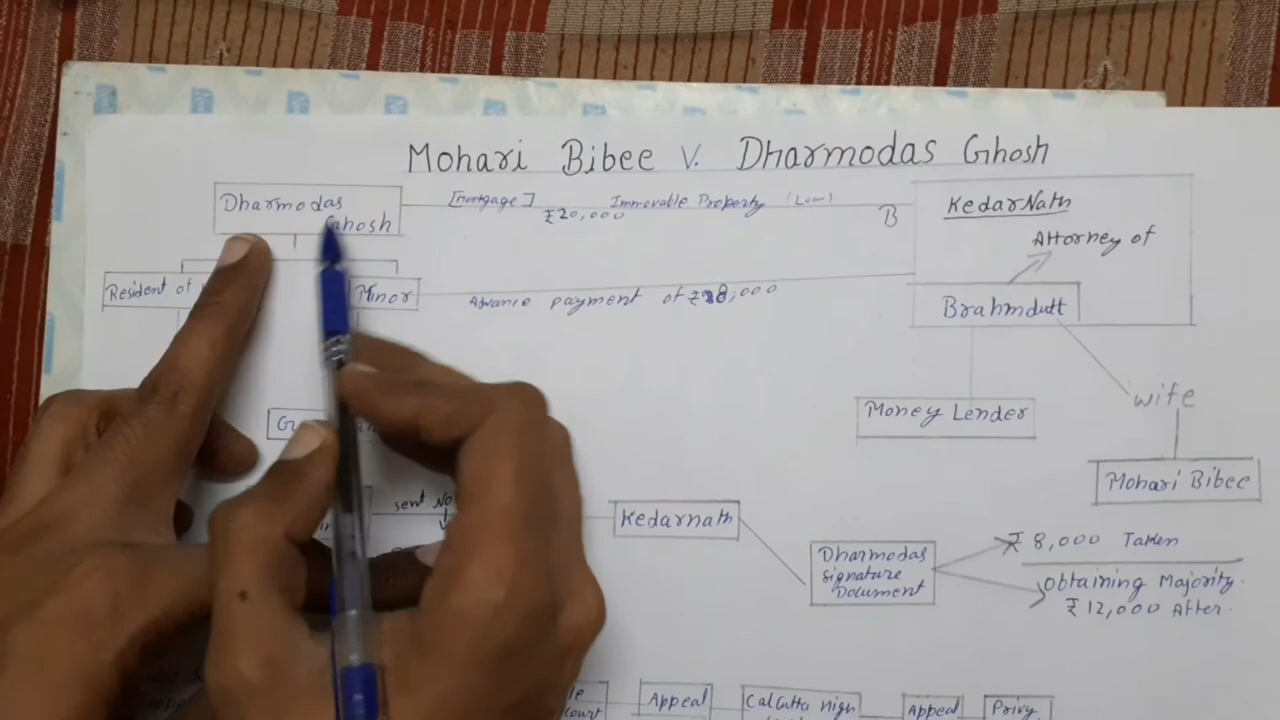 Mohari Bibee V. Dharmodas Ghosh
Dharmodas
Ghosh
[Mortgage] Immovable Property (Loan)
₹20,000
B
KedarNath
Attorney of
Brahmdutt
Resident of
Minor
Advance payment of
Money Lender
wife
Mohari Bibee
sent
Kedarnath
Dharmodas
Signature
Document
₹ 8,000 Taken
Obtaining Majority.
₹ 12,000 After.
Appeal
Calcutta High
Appeal
Privy